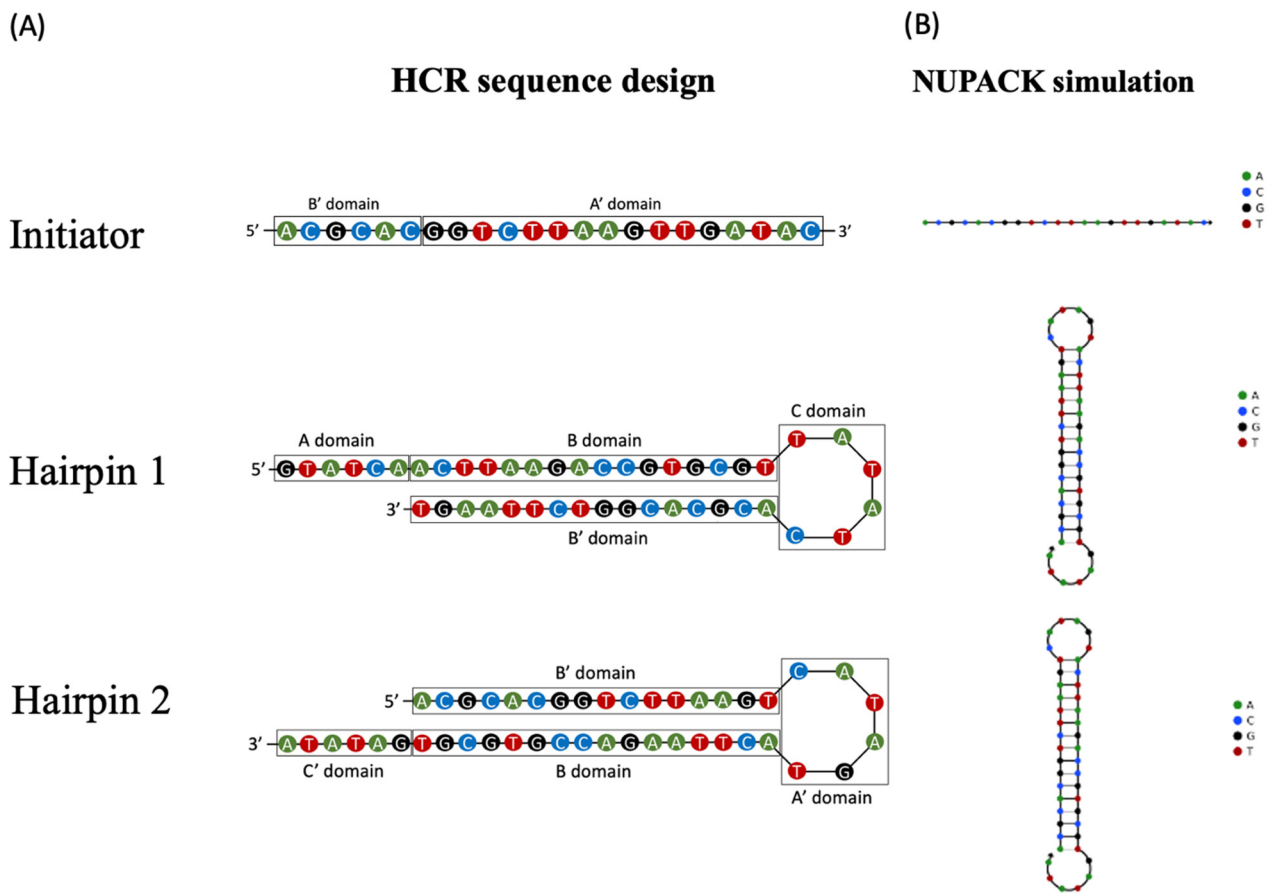 (A)
(B)
HCR sequence design
NUPACK simulation
Initiator
B' domain
A' domain
5' A C G C A C G G T C T T A A G T T G A T A C 3'
A
C
G
T
Hairpin 1
C domain
A domain
B domain
T A
5' G T A T C A A C T T A A G A C C G T G C G T
T
3' T G A A T T C T G G C A C G C A
A
C T
B' domain
A
C
G
T
Hairpin 2
B' domain
C A
5' A C G C A C G G T C T T A A G T
T
3' A T A T A G T G C G T G C C A G A A T T C A
A
T G
C' domain
B domain
A' domain
A
C
G
T